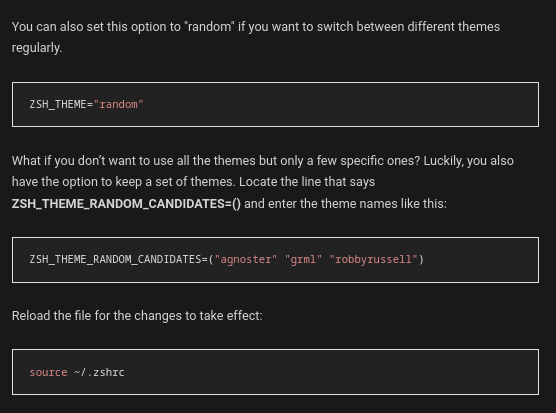 You can also set this option to "random" if you want to switch between different themes
regularly.
ZSH_THEME="random"
What if you don't want to use all the themes but only a few specific ones? Luckily, you also
have the option to keep a set of themes. Locate the line that says
ZSH_THEME_RANDOM_CANDIDATES=() and enter the theme names like this:
ZSH_THEME_RANDOM_CANDIDATES=("agnoster" "grml" "robbyrussell")
Reload the file for the changes to take effect:
source ~/.zshrc